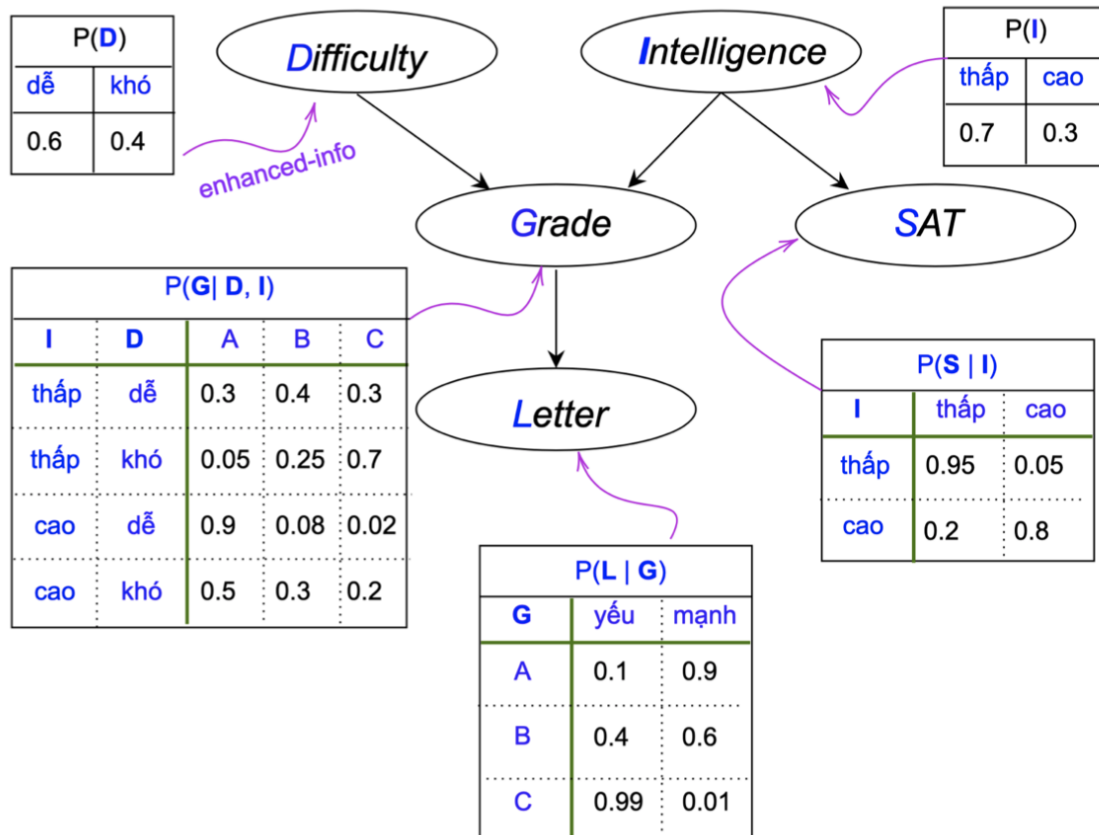 P(D)
dễ khó
0.6 0.4
Difficulty
Intelligence
P(I)
thấp cao
0.7 0.3
enhanced-info
Grade
SAT
P(G| D, I)
I D A B C
thấp dễ 0.3 0.4 0.3
thấp khó 0.05 0.25 0.7
cao dễ 0.9 0.08 0.02
cao khó 0.5 0.3 0.2
Letter
P(S | I)
I thấp cao
thấp 0.95 0.05
cao 0.2 0.8
P(L | G)
G yếu mạnh
A 0.1 0.9
B 0.4 0.6
C 0.99 0.01